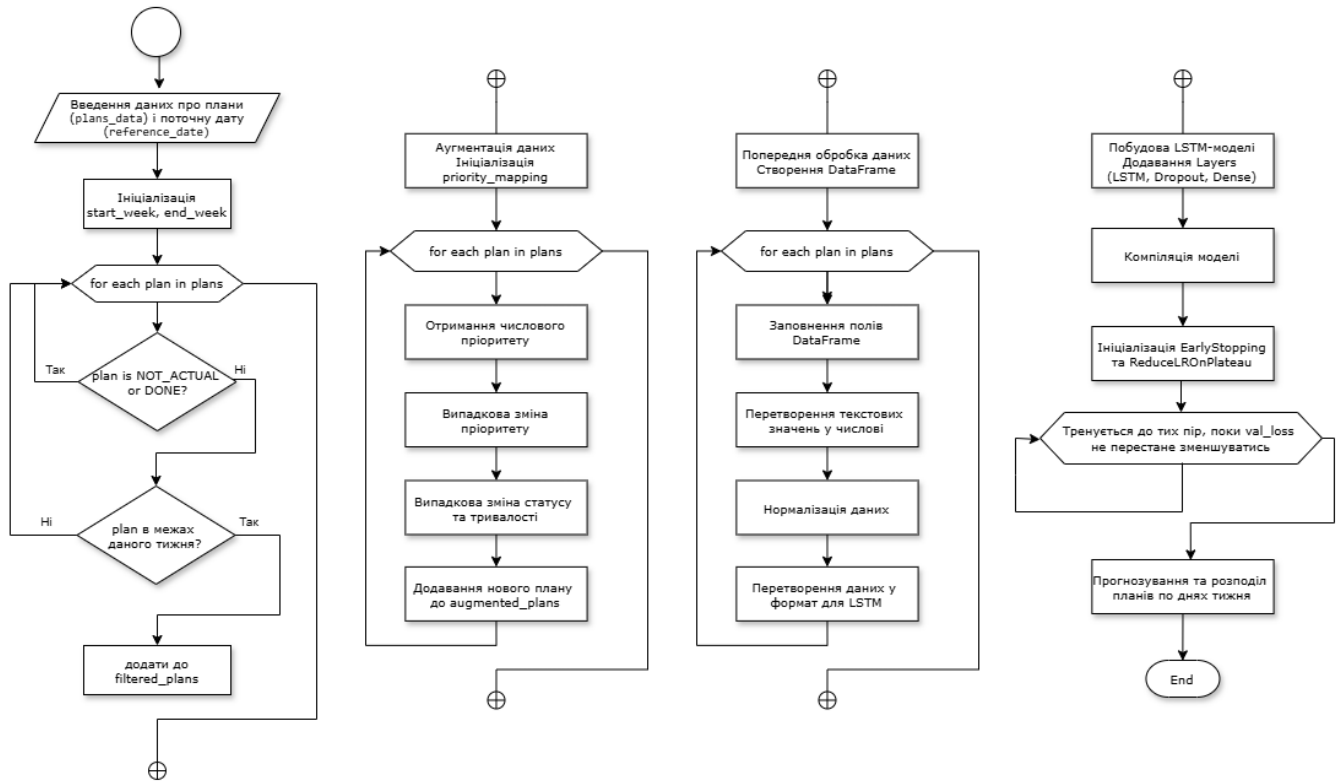 Введення даних про плани
(plans_data) і поточну дату
(reference_date)
Ініціалізація
start_week, end_week
for each plan in plans
plan is NOT_ACTUAL
or DONE?
Так
Ні
plan в межах
даного тижня?
Ні
Так
додати до
filtered_plans
Аугментація даних
Ініціалізація
priority_mapping
for each plan in plans
Отримання числового
пріоритету
Випадкова зміна
пріоритету
Випадкова зміна статусу
та тривалості
Додавання нового плану
до augmented_plans
Попередня обробка даних
Створення DataFrame
for each plan in plans
Заповнення полів
DataFrame
Перетворення текстових
значень у числові
Нормалізація даних
Перетворення даних у
формат для LSTM
Побудова LSTM-моделі
Додавання Layers
(LSTM, Dropout, Dense)
Компіляція моделі
Ініціалізація EarlyStopping
та ReduceLROnPlateau
Тренується до тих пір, поки val_loss
не перестане зменшуватись
Прогнозування та розподіл
планів по днях тижня
End